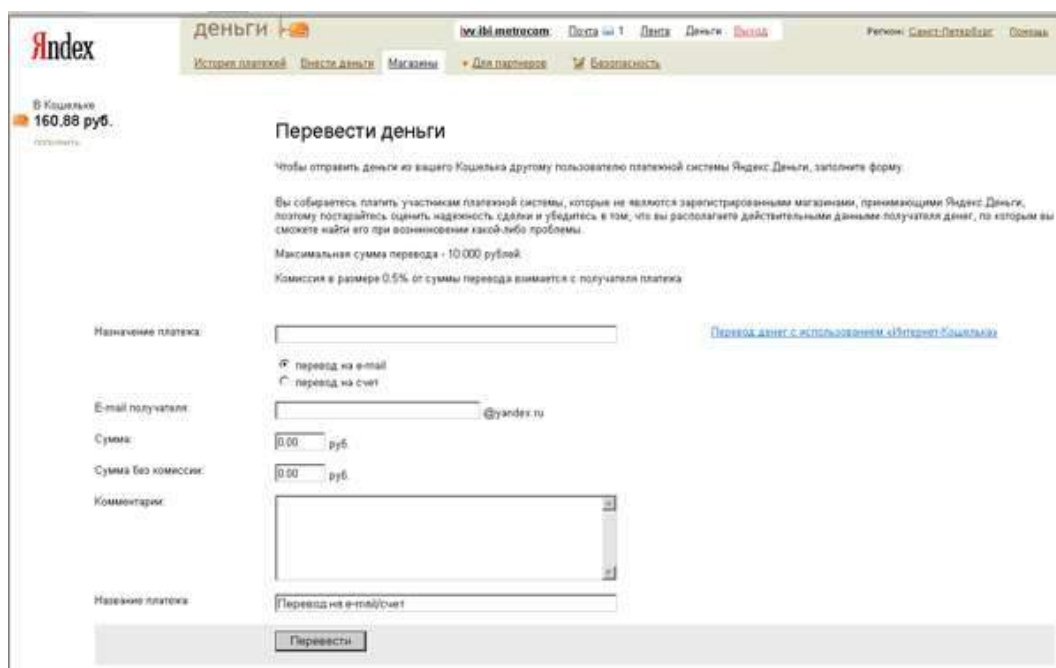 Яndex
деньги
Почта 1 Лента Деньги Выход
Регион: Санкт-Петербург Помощь
История платежей Внести деньги Магазины Для партнеров Безопасность
В Кошельке
160,88 руб.
пополнить
Перевести деньги
Чтобы отправить деньги из вашего Кошелька другому пользователю платежной системы Яндекс.Деньги, заполните форму.
Вы собираетесь платить участникам платежной системы, которые не являются зарегистрированными магазинами, принимающими Яндекс.Деньги,
поэтому постарайтесь оценить надежность сделки и убедитесь в том, что вы располагаете действительными данными получателя денег, по которым вы
сможете найти его при возникновении какой-либо проблемы.
Максимальная сумма перевода - 10 000 рублей.
Комиссия в размере 0.5% от суммы перевода взимается с получателя платежа
Назначение платежа:
Перевод денег с использованием «Интернет.Кошелька»
перевод на e-mail
перевод на счет
E-mail получателя:
@yandex.ru
Сумма:
0.00 руб.
Сумма без комиссии:
0.00 руб.
Комментарии:
Название платежа
Перевод на e-mail/счет
Перевести